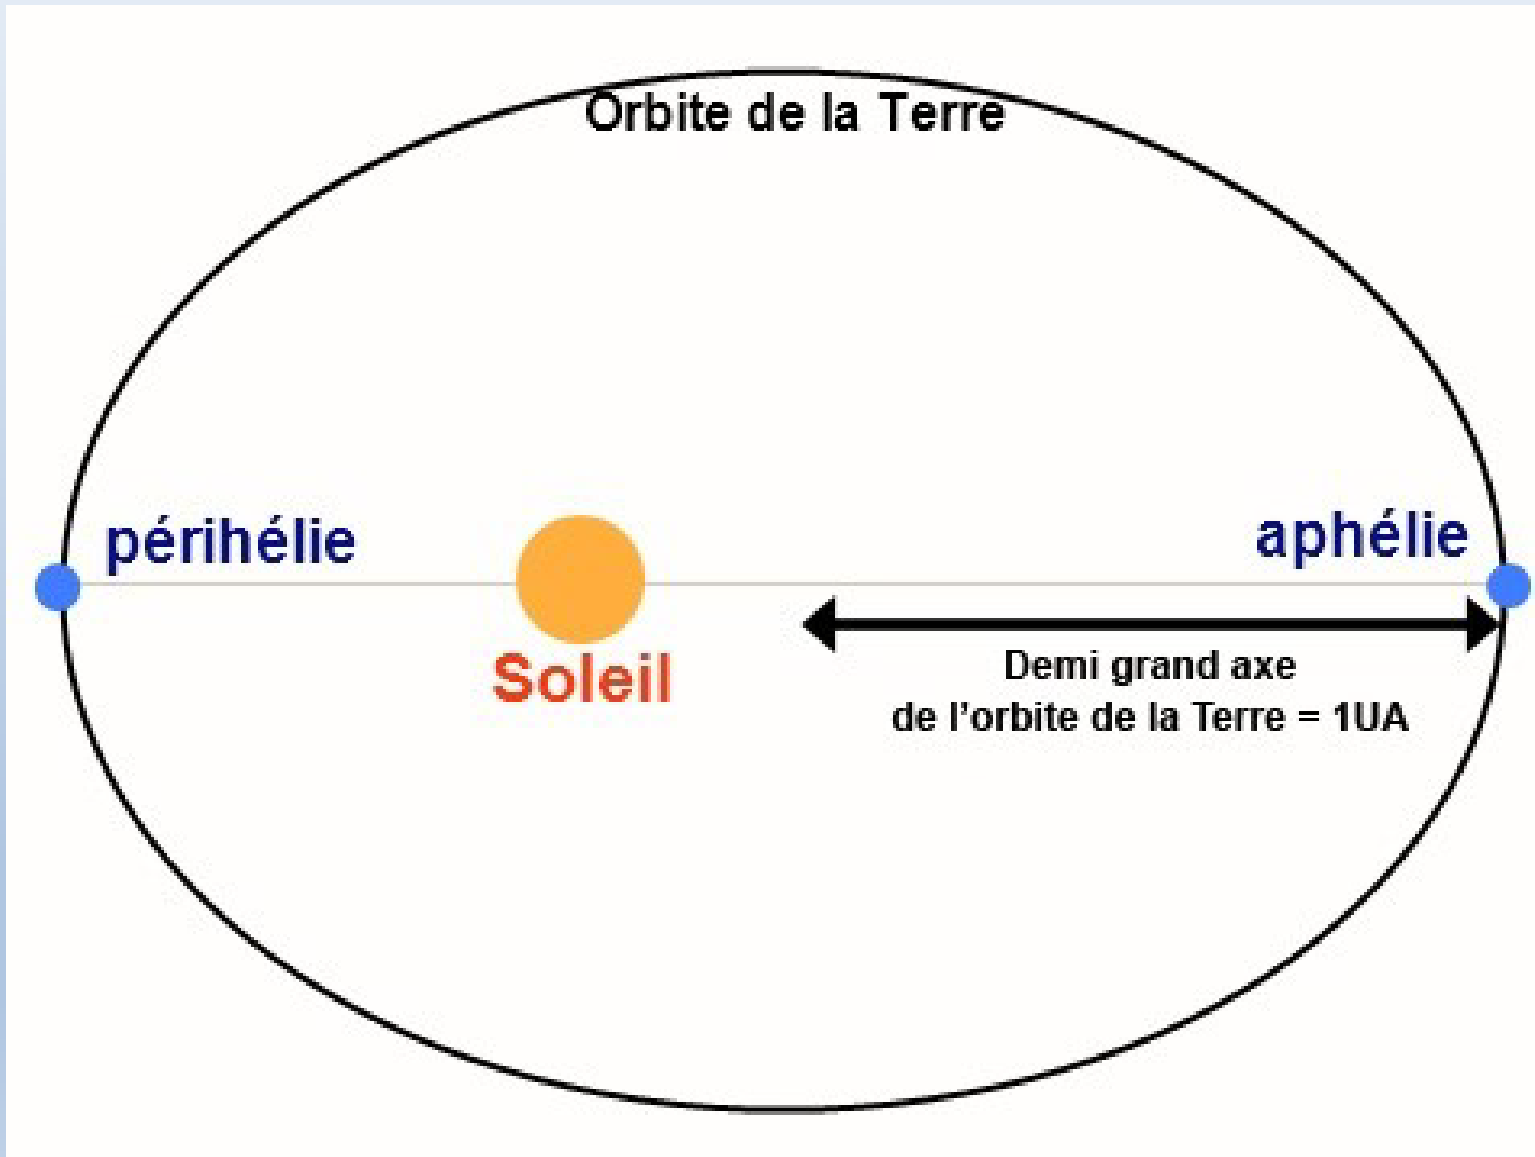 Orbite de la Terre
périhélie
aphélie
Soleil
Demi grand axe
de l’orbite de la Terre = 1UA